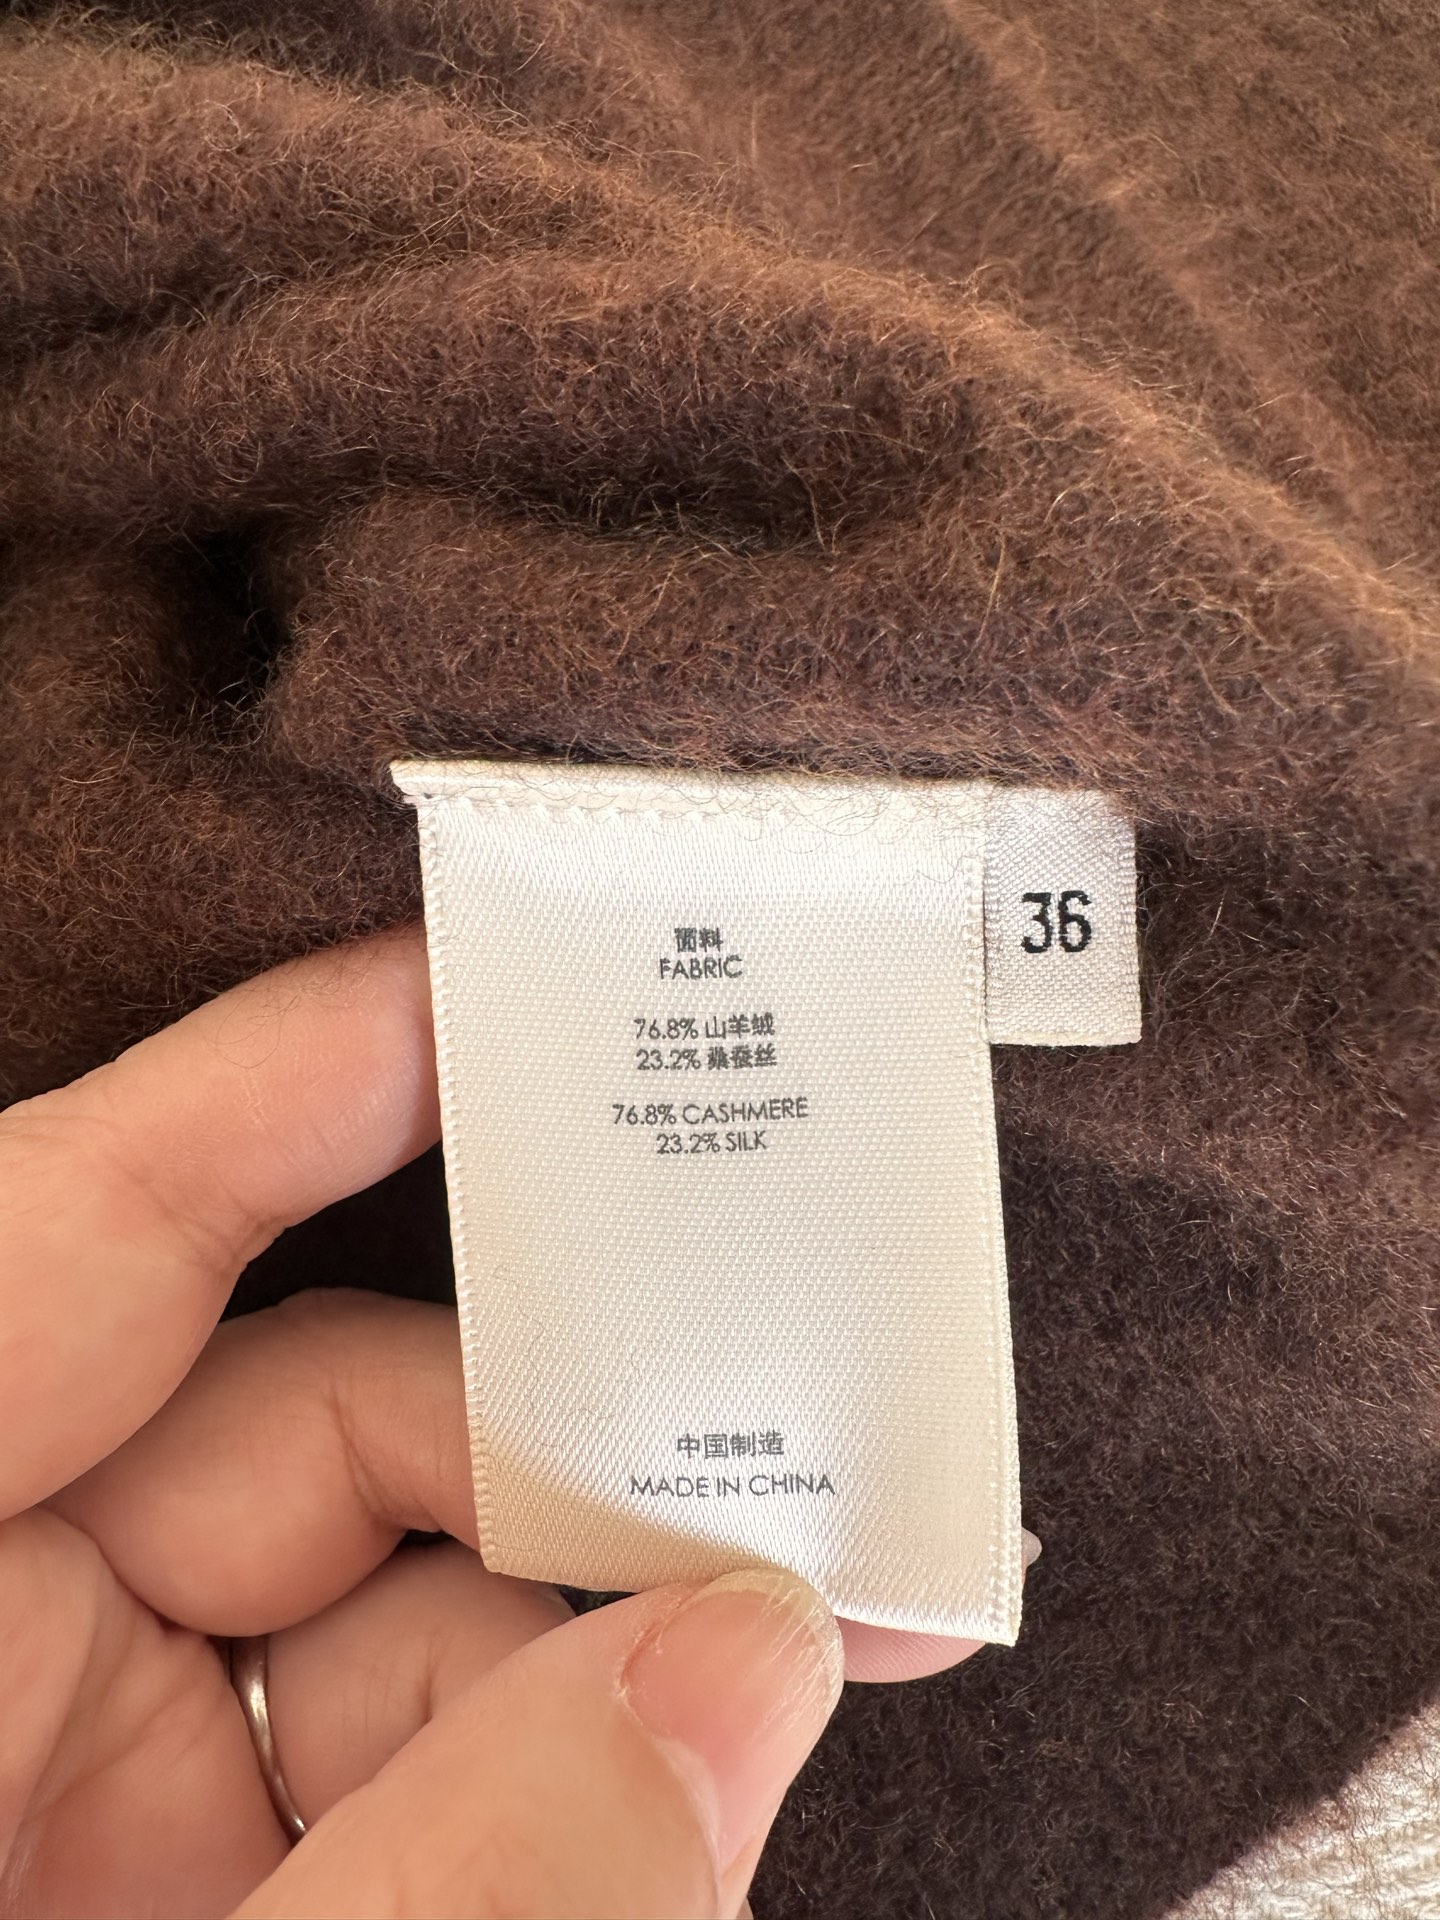 面料
FABRIC
76.8% 山羊绒
23.2% 桑蚕丝
76.8% CASHMERE
23.2% SILK
中国制造
MADE IN CHINA
36